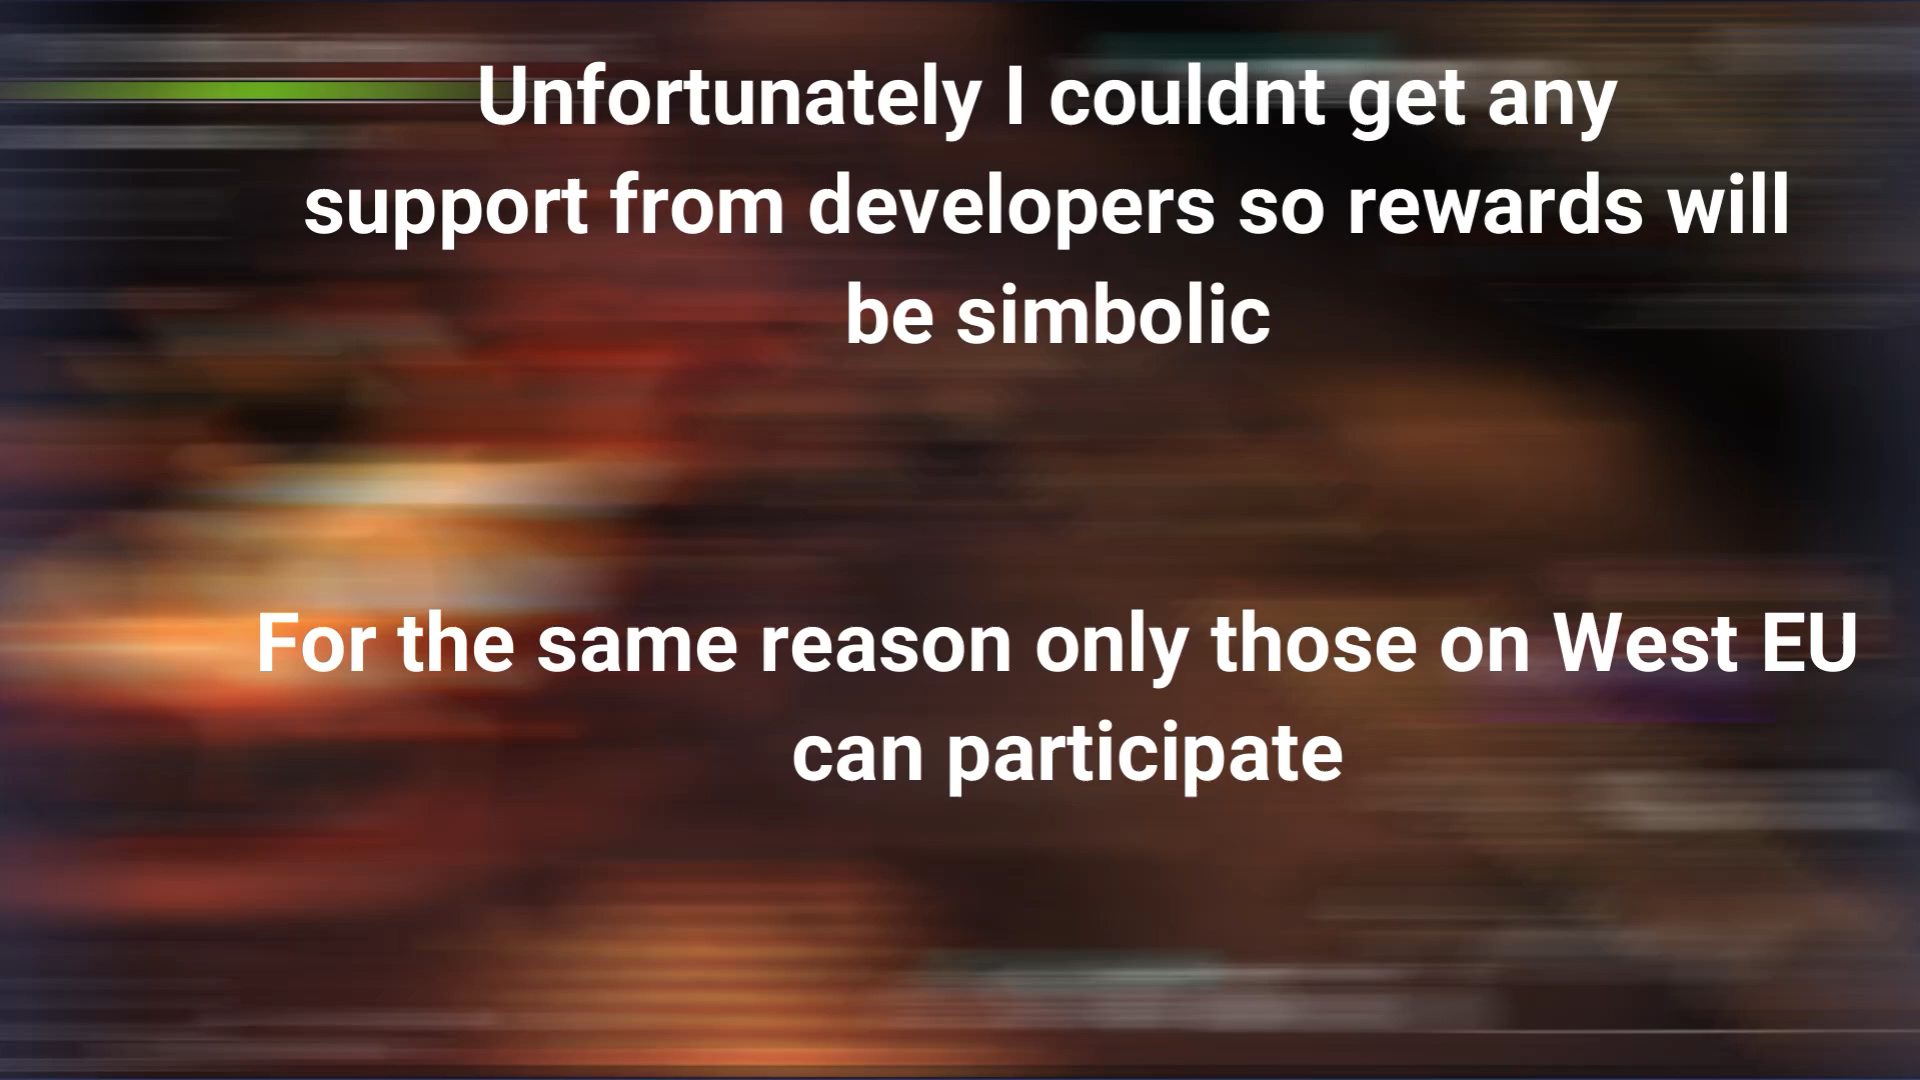 Unfortunately I couldnt get any
support from developers so rewards will
be simbolic
For the same reason only those on West EU
can participate